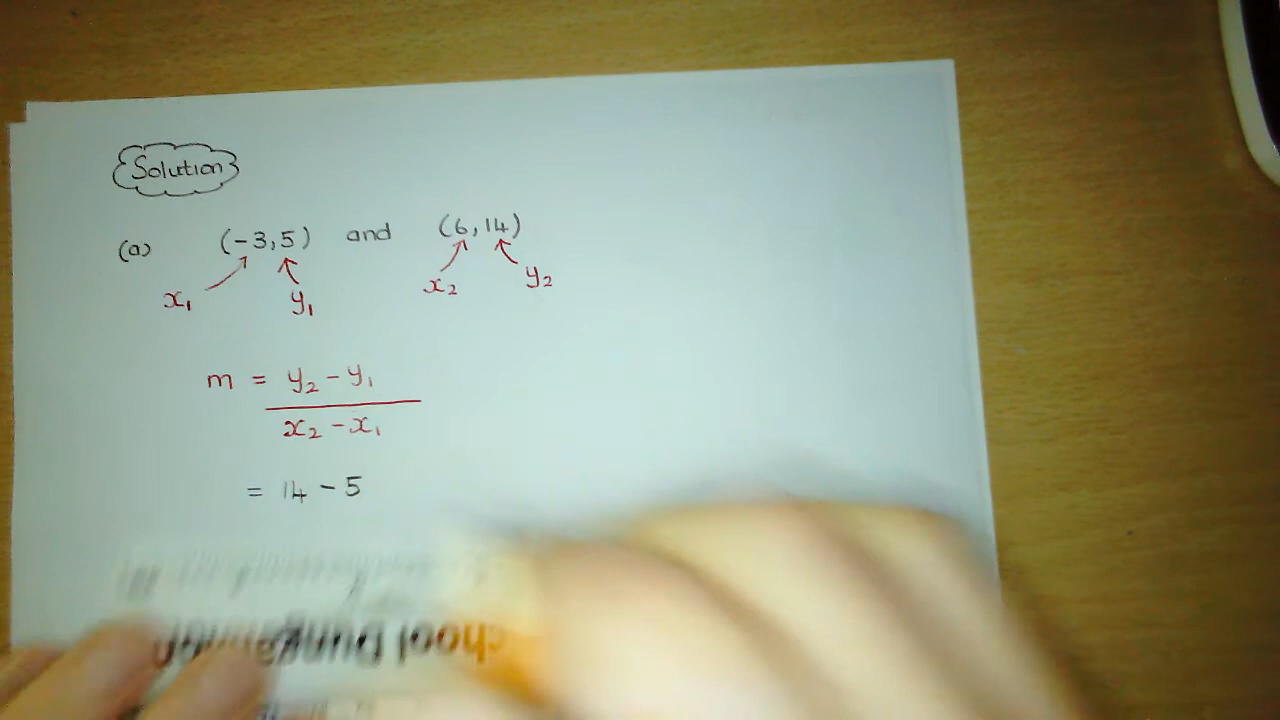 Solution
(a) (-3,5) and (6,14)
x₁ y₁ x₂ y₂
m = y₂ - y₁
x₂ - x₁
= 14 - 5